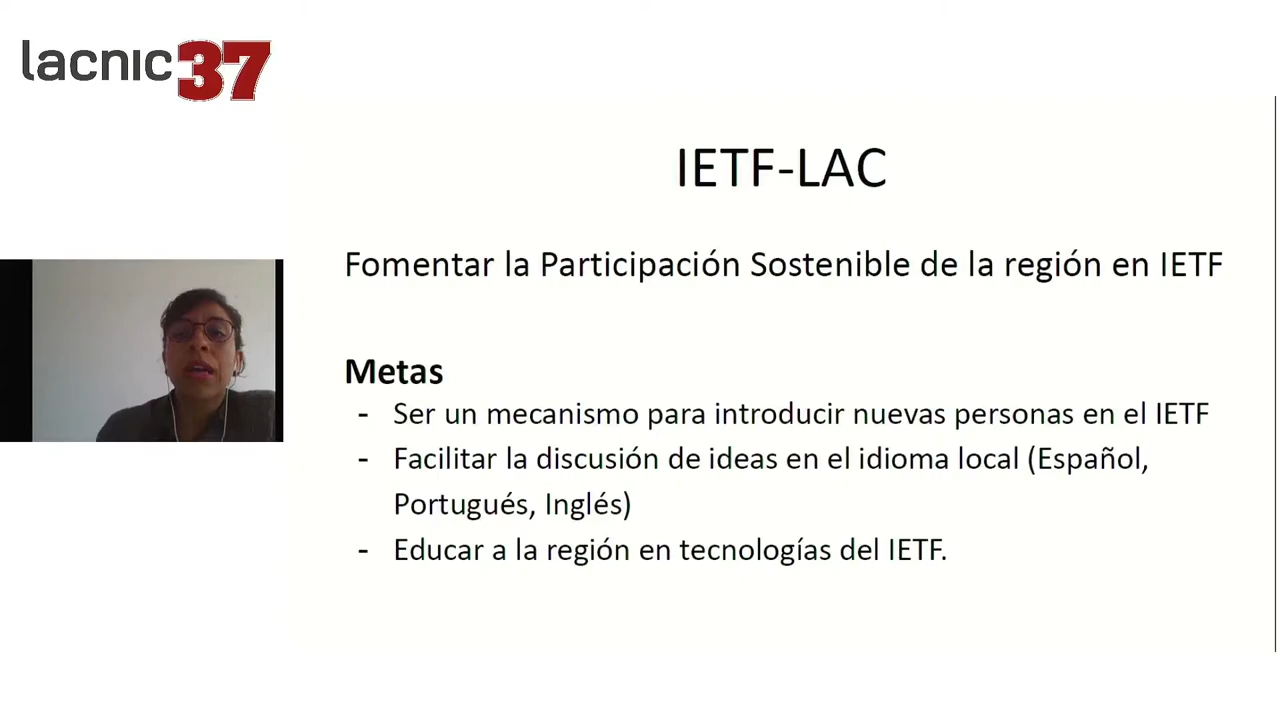 lacnic37
IETF-LAC
Fomentar la Participación Sostenible de la región en IETF
Metas
- Ser un mecanismo para introducir nuevas personas en el IETF
- Facilitar la discusión de ideas en el idioma local (Español,
Portugués, Inglés)
- Educar a la región en tecnologías del IETF.